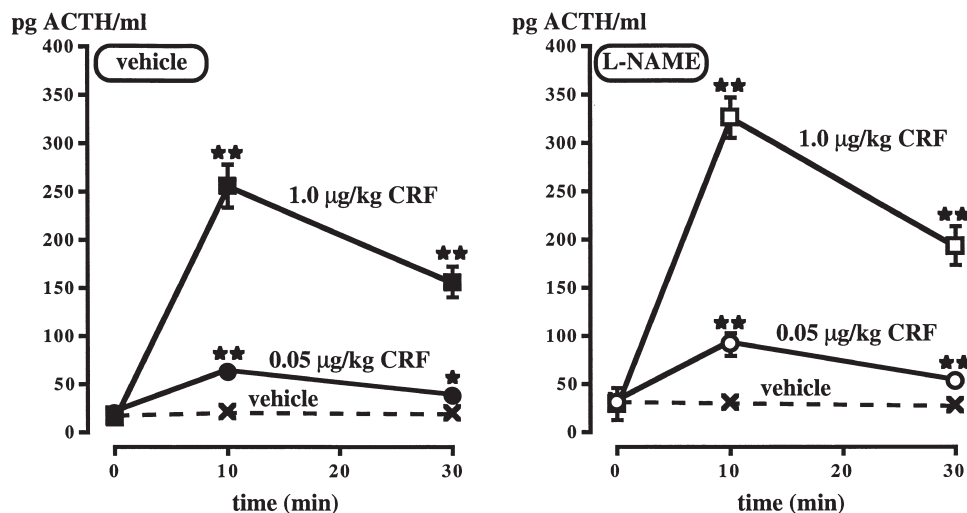 pg ACTH/ml
vehicle
400
350
300
250
200
150
100
50
0
★★
1.0 µg/kg CRF
★★
★★
0.05 µg/kg CRF
★
vehicle
0 10 20 30
time (min)
pg ACTH/ml
L-NAME
400
350
300
250
200
150
100
50
0
★★
1.0 µg/kg CRF
★★
★★
0.05 µg/kg CRF
★★
vehicle
0 10 20 30
time (min)